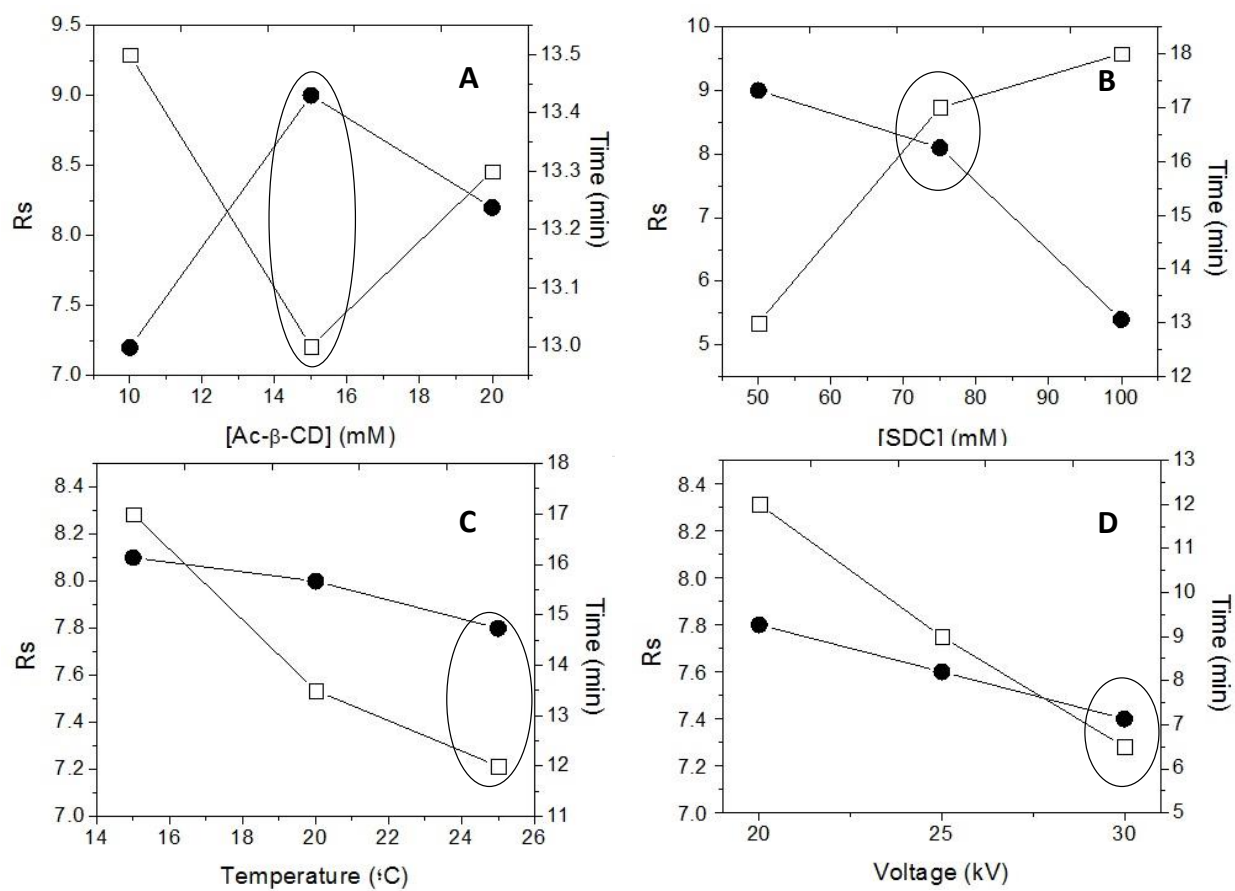 A
9.5
9.0
8.5
8.0
7.5
7.0
Rs
13.5
13.4
13.3
13.2
13.1
13.0
Time (min)
10 12 14 16 18 20
[Ac-β-CD] (mM)
B
10
9
8
7
6
5
Rs
18
17
16
15
14
13
12
Time (min)
50 60 70 80 90 100
[SDC] (mM)
C
8.4
8.2
8.0
7.8
7.6
7.4
7.2
7.0
Rs
18
17
16
15
14
13
12
11
Time (min)
14 16 18 20 22 24 26
Temperature (°C)
D
8.4
8.2
8.0
7.8
7.6
7.4
7.2
7.0
Rs
13
12
11
10
9
8
7
6
5
Time (min)
20 25 30
Voltage (kV)